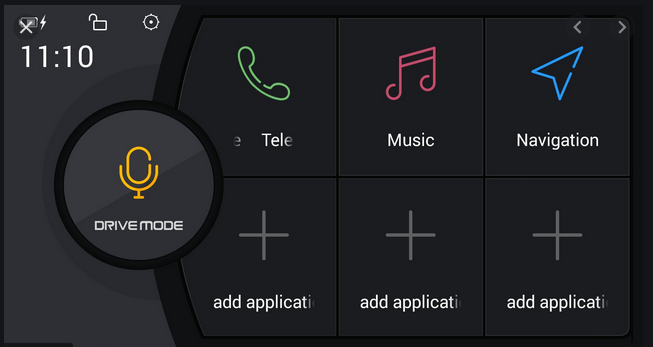 11:10
e Tele
Music
Navigation
DRIVE MODE
add applicati
add applicati
add applicati